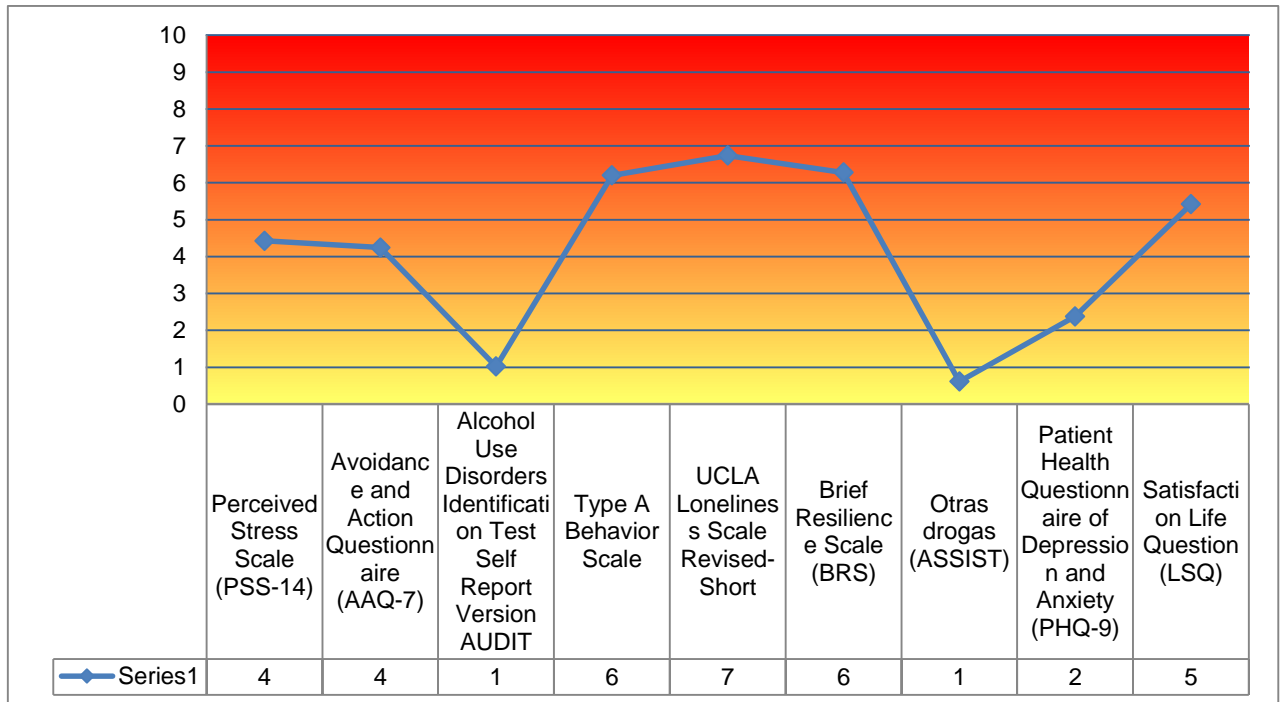 10
9
8
7
6
5
4
3
2
1
0
Perceived
Stress
Scale
(PSS-14)
Avoidanc
e and
Action
Questionn
aire
(AAQ-7)
Alcohol
Use
Disorders
Identificati
on Test
Self
Report
Version
AUDIT
Type A
Behavior
Scale
UCLA
Lonelines
s Scale
Revised-
Short
Brief
Resilienc
e Scale
(BRS)
Otras
drogas
(ASSIST)
Patient
Health
Questionn
aire of
Depressio
n and
Anxiety
(PHQ-9)
Satisfacti
on Life
Question
(LSQ)
Series1 4 4 1 6 7 6 1 2 5